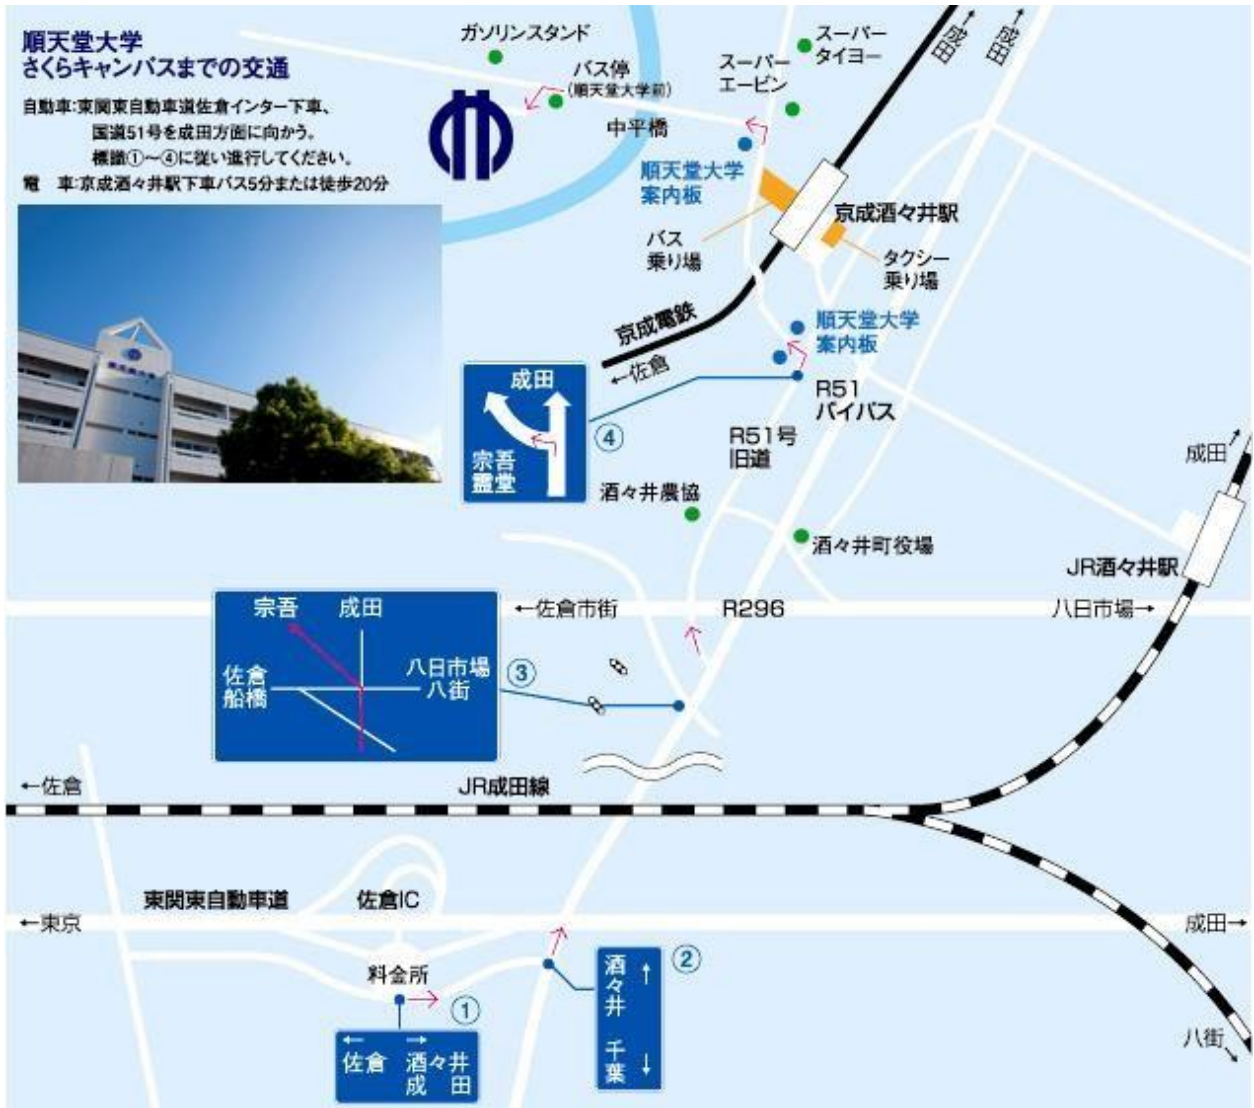 順天堂大学
さくらキャンパスまでの交通
自動車:東関東自動車道佐倉インター下車、
国道51号を成田方面に向かう。
標識①〜④に従い進行してください。
電　車:京成酒々井駅下車バス5分または徒歩20分
ガソリンスタンド
バス停
(順天堂大学前)
中平橋
スーパー
タイヨー
スーパー
エービン
→成田
→成田
順天堂大学
案内板
京成酒々井駅
バス
乗り場
タクシー
乗り場
京成電鉄
←佐倉
順天堂大学
案内板
R51
バイパス
R51号
旧道
成田
宗吾
霊堂
④
酒々井農協
酒々井町役場
成田
JR酒々井駅
←佐倉市街
R296
八日市場→
宗吾
成田
佐倉
船橋
八日市場
八街
③
←佐倉
JR成田線
東関東自動車道
佐倉IC
←東京
成田→
料金所
①
←
→
佐倉
酒々井
成田
②
酒々井
↑
千葉
↓
八街
順天堂大学